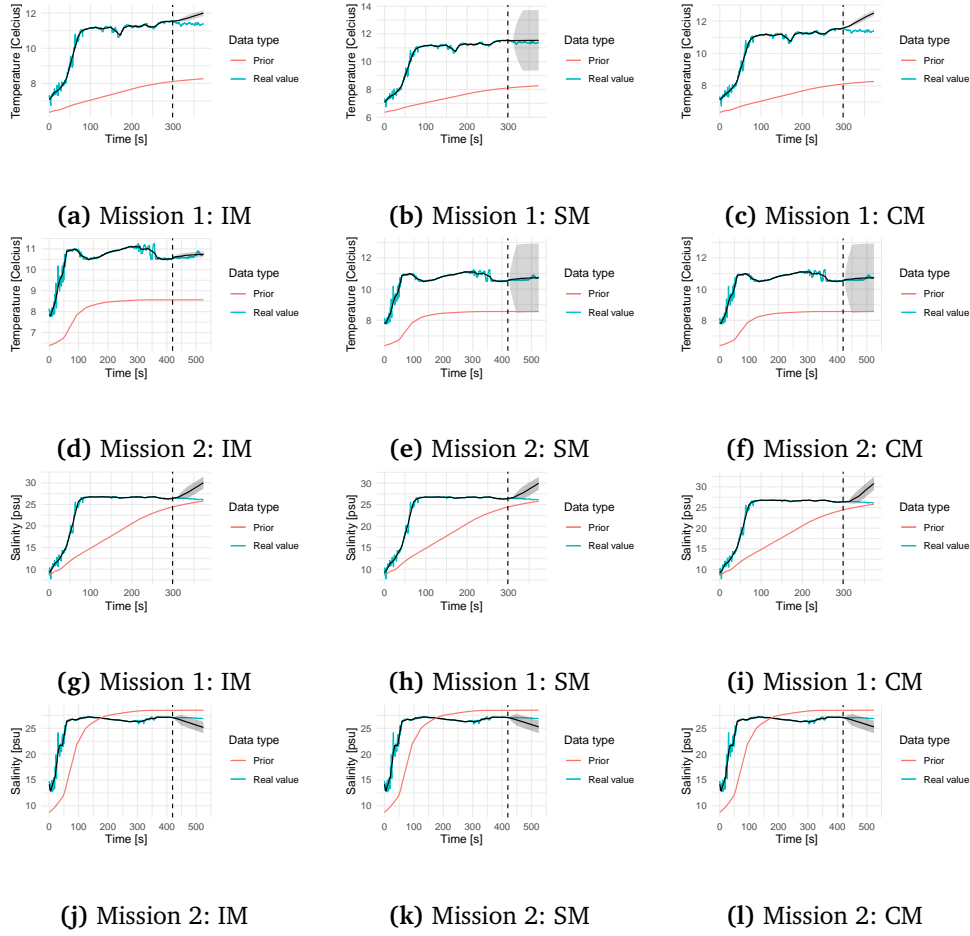 Temperature [Celcius]
12
10
8
0 100 200 300
Time [s]
Data type
Prior
Real value
(a) Mission 1: IM
Temperature [Celcius]
14
12
10
8
6
0 100 200 300
Time [s]
Data type
Prior
Real value
(b) Mission 1: SM
Temperature [Celcius]
12
10
8
0 100 200 300
Time [s]
Data type
Prior
Real value
(c) Mission 1: CM
Temperature [Celcius]
11
10
9
8
7
0 100 200 300 400 500
Time [s]
Data type
Prior
Real value
(d) Mission 2: IM
Temperature [Celcius]
12
10
8
0 100 200 300 400 500
Time [s]
Data type
Prior
Real value
(e) Mission 2: SM
Temperature [Celcius]
12
10
8
0 100 200 300 400 500
Time [s]
Data type
Prior
Real value
(f) Mission 2: CM
Salinity [psu]
30
25
20
15
10
0 100 200 300
Time [s]
Data type
Prior
Real value
(g) Mission 1: IM
Salinity [psu]
30
25
20
15
10
0 100 200 300
Time [s]
Data type
Prior
Real value
(h) Mission 1: SM
Salinity [psu]
30
25
20
15
10
0 100 200 300
Time [s]
Data type
Prior
Real value
(i) Mission 1: CM
Salinity [psu]
25
20
15
10
0 100 200 300 400 500
Time [s]
Data type
Prior
Real value
(j) Mission 2: IM
Salinity [psu]
25
20
15
10
0 100 200 300 400 500
Time [s]
Data type
Prior
Real value
(k) Mission 2: SM
Salinity [psu]
25
20
15
10
0 100 200 300 400 500
Time [s]
Data type
Prior
Real value
(l) Mission 2: CM